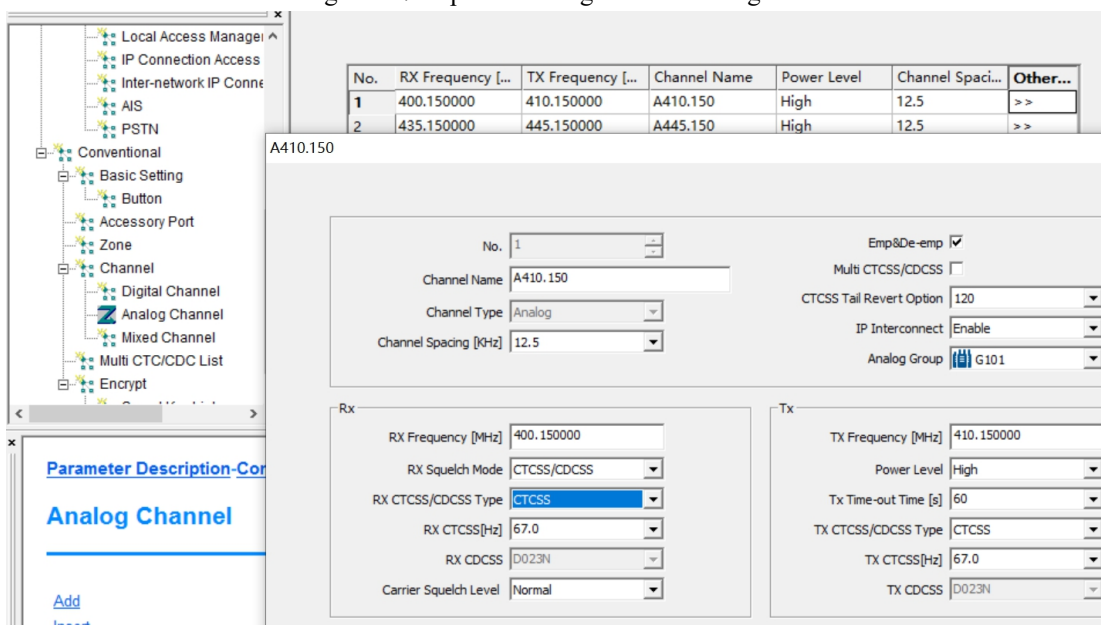 Local Access Manager
IP Connection Access
Inter-network IP Conne
AIS
PSTN
Conventional
Basic Setting
Button
Accessory Port
Zone
Channel
Digital Channel
Analog Channel
Mixed Channel
Multi CTC/CDC List
Encrypt
Parameter Description-Con
Analog Channel
Add
No. RX Frequency [... TX Frequency [... Channel Name Power Level Channel Spaci... Other...
1 400.150000 410.150000 A410.150 High 12.5 >>
2 435.150000 445.150000 A445.150 High 12.5 >>
A410.150
No. 1
Channel Name A410.150
Channel Type Analog
Channel Spacing [KHz] 12.5
Emp&De-emp
Multi CTCSS/CDCSS
CTCSS Tail Revert Option 120
IP Interconnect Enable
Analog Group G101
Rx
RX Frequency [MHz] 400.150000
RX Squelch Mode CTCSS/CDCSS
RX CTCSS/CDCSS Type CTCSS
RX CTCSS[Hz] 67.0
RX CDCSS D023N
Carrier Squelch Level Normal
Tx
TX Frequency [MHz] 410.150000
Power Level High
Tx Time-out Time [s] 60
TX CTCSS/CDCSS Type CTCSS
TX CTCSS[Hz] 67.0
TX CDCSS D023N